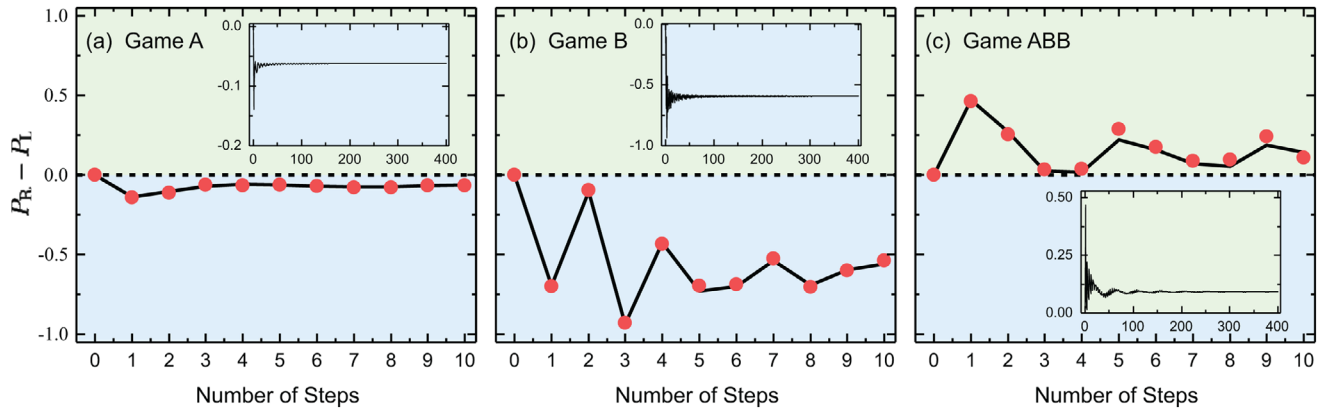 (a) Game A
(b) Game B
(c) Game ABB
P_R − P_L
1.0
0.5
0.0
-0.5
-1.0
0.0
-0.1
-0.2
0 100 200 300 400
0.0
-0.5
-1.0
0 100 200 300 400
0.50
0.25
0.00
0 100 200 300 400
0 1 2 3 4 5 6 7 8 9 10
0 1 2 3 4 5 6 7 8 9 10
0 1 2 3 4 5 6 7 8 9 10
Number of Steps
Number of Steps
Number of Steps